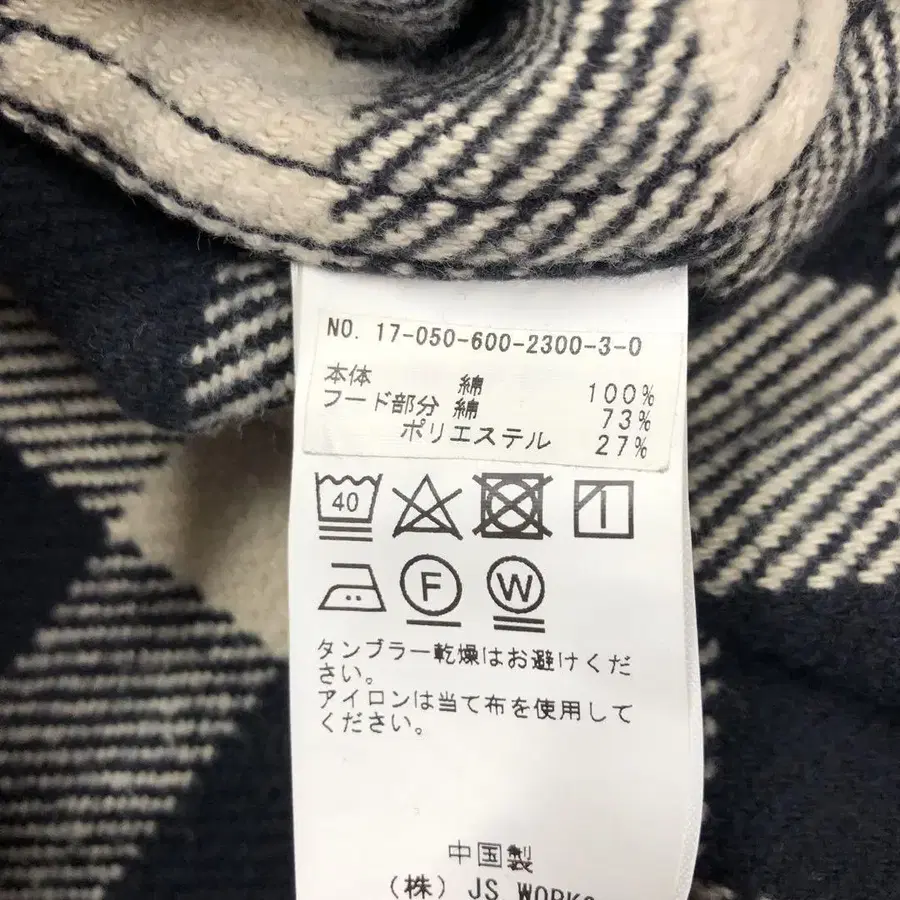 NO. 17-050-600-2300-3-0
本体 綿 100%
フード部分 綿 73%
ポリエステル 27%
40
F W
タンブラー乾燥はお避けくだ
さい。
アイロンは当て布を使用して
ください。
中国製
(株) JS WORKS